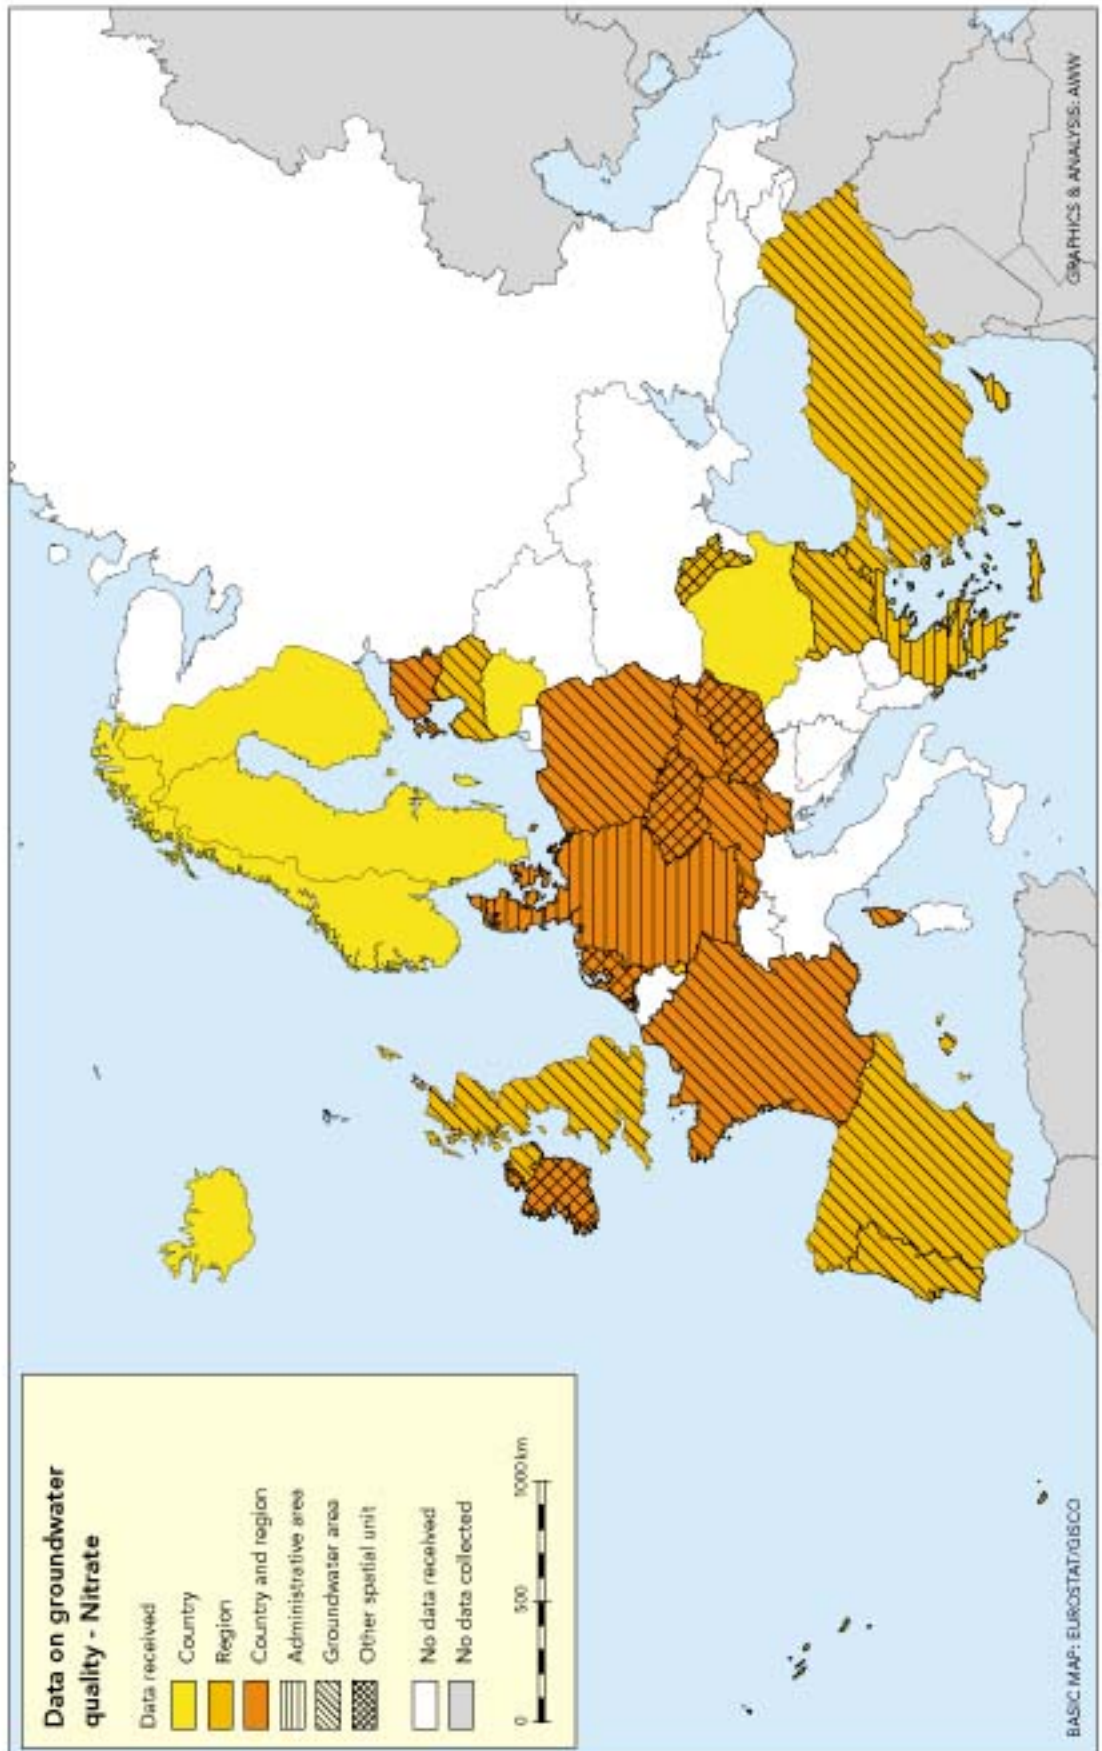 Data on groundwater
quality - Nitrate
Data received
Country
Region
Country and region
Administrative area
Groundwater area
Other spatial unit
No data received
No data collected
0 500 1000 km
BASIC MAP: EUROSTAT/GISCO
GRAPHICS & ANALYSIS: AWW